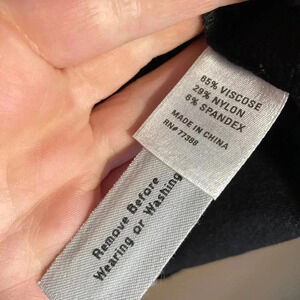 65% VISCOSE
29% NYLON
6% SPANDEX
MADE IN CHINA
RN# 77388
Remove Before
Wearing or Washing